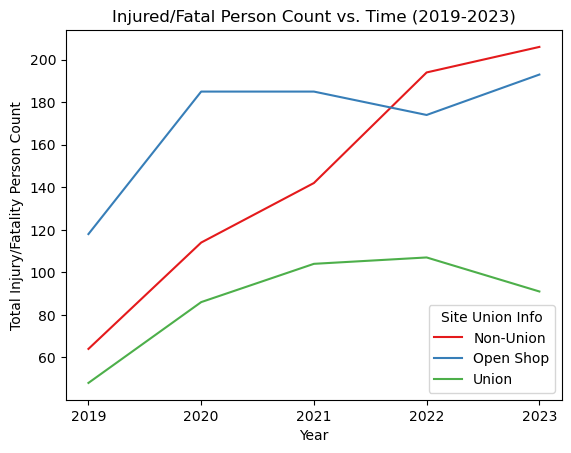 Injured/Fatal Person Count vs. Time (2019-2023)
Total Injury/Fatality Person Count
200
180
160
140
120
100
80
60
Site Union Info
Non-Union
Open Shop
Union
2019 2020 2021 2022 2023
Year